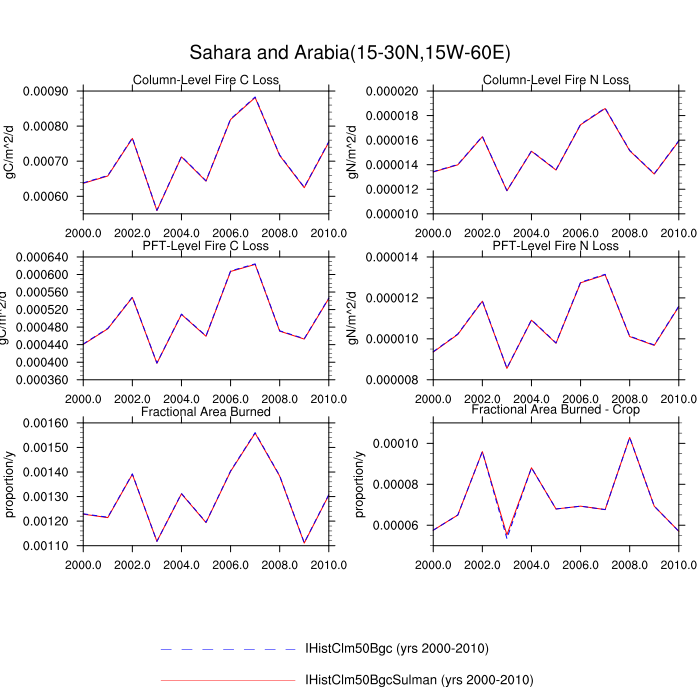 Sahara and Arabia(15-30N,15W-60E)
Column-Level Fire C Loss
gC/m^2/d
0.00090
0.00080
0.00070
0.00060
2000.0 2002.0 2004.0 2006.0 2008.0 2010.0
Column-Level Fire N Loss
gN/m^2/d
0.000020
0.000018
0.000016
0.000014
0.000012
0.000010
2000.0 2002.0 2004.0 2006.0 2008.0 2010.0
PFT-Level Fire C Loss
gC/m^2/d
0.000640
0.000600
0.000560
0.000520
0.000480
0.000440
0.000400
0.000360
2000.0 2002.0 2004.0 2006.0 2008.0 2010.0
PFT-Level Fire N Loss
gN/m^2/d
0.000014
0.000012
0.000010
0.000008
2000.0 2002.0 2004.0 2006.0 2008.0 2010.0
Fractional Area Burned
proportion/y
0.00160
0.00150
0.00140
0.00130
0.00120
0.00110
2000.0 2002.0 2004.0 2006.0 2008.0 2010.0
Fractional Area Burned - Crop
proportion/y
0.00010
0.00008
0.00006
2000.0 2002.0 2004.0 2006.0 2008.0 2010.0
IHistClm50Bgc (yrs 2000-2010)
IHistClm50BgcSulman (yrs 2000-2010)